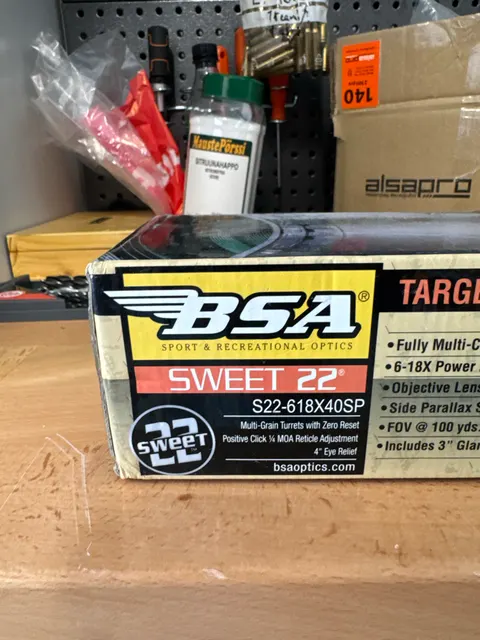 MaustePörssi
SITRUUNAHAPPO
140
alsapro
BSA®
SPORT & RECREATIONAL OPTICS
SWEET 22®
S22-618X40SP
Multi-Grain Turrets with Zero Reset
Positive Click ¼ MOA Reticle Adjustment
4" Eye Relief
bsaoptics.com
22
SWEET
TARGE
• Fully Multi-C
• 6-18X Power
• Objective Lens
• Side Parallax S
• FOV @ 100 yds.
• Includes 3" Glar